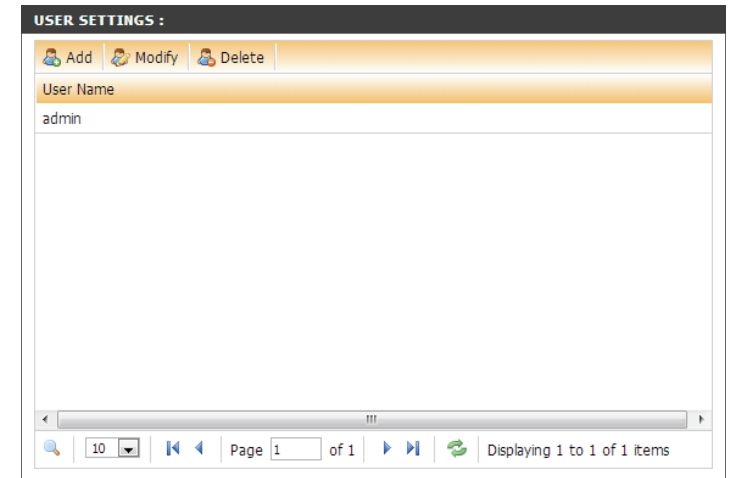 USER SETTINGS :
Add Modify Delete
User Name
admin
10 Page 1 of 1 Displaying 1 to 1 of 1 items